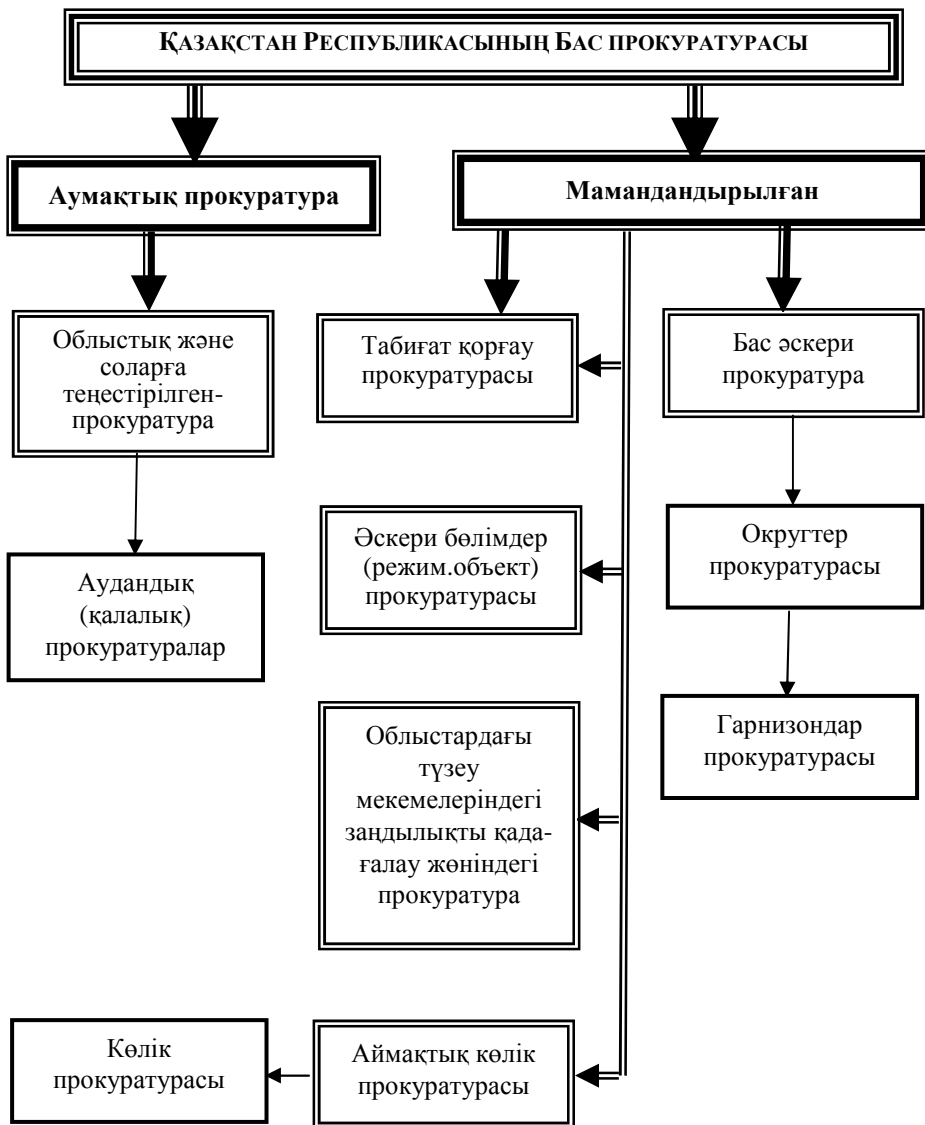 ҚАЗАҚСТАН РЕСПУБЛИКАСЫНЫҢ БАС ПРОКУРАТУРАСЫ
Аумақтық прокуратура
Мамандандырылған
Облыстық және
соларға
теңестірілген-
прокуратура
Табиғат қорғау
прокуратурасы
Бас әскери
прокуратура
Аудандық
(қалалық)
прокуратуралар
Әскери бөлімдер
(режим.объект)
прокуратурасы
Округтер
прокуратурасы
Облыстардағы
түзеу
мекемелеріндегі
заңдылықты қада-
ғалау жөніндегі
прокуратура
Гарнизондар
прокуратурасы
Көлік
прокуратурасы
Аймақтық көлік
прокуратурасы